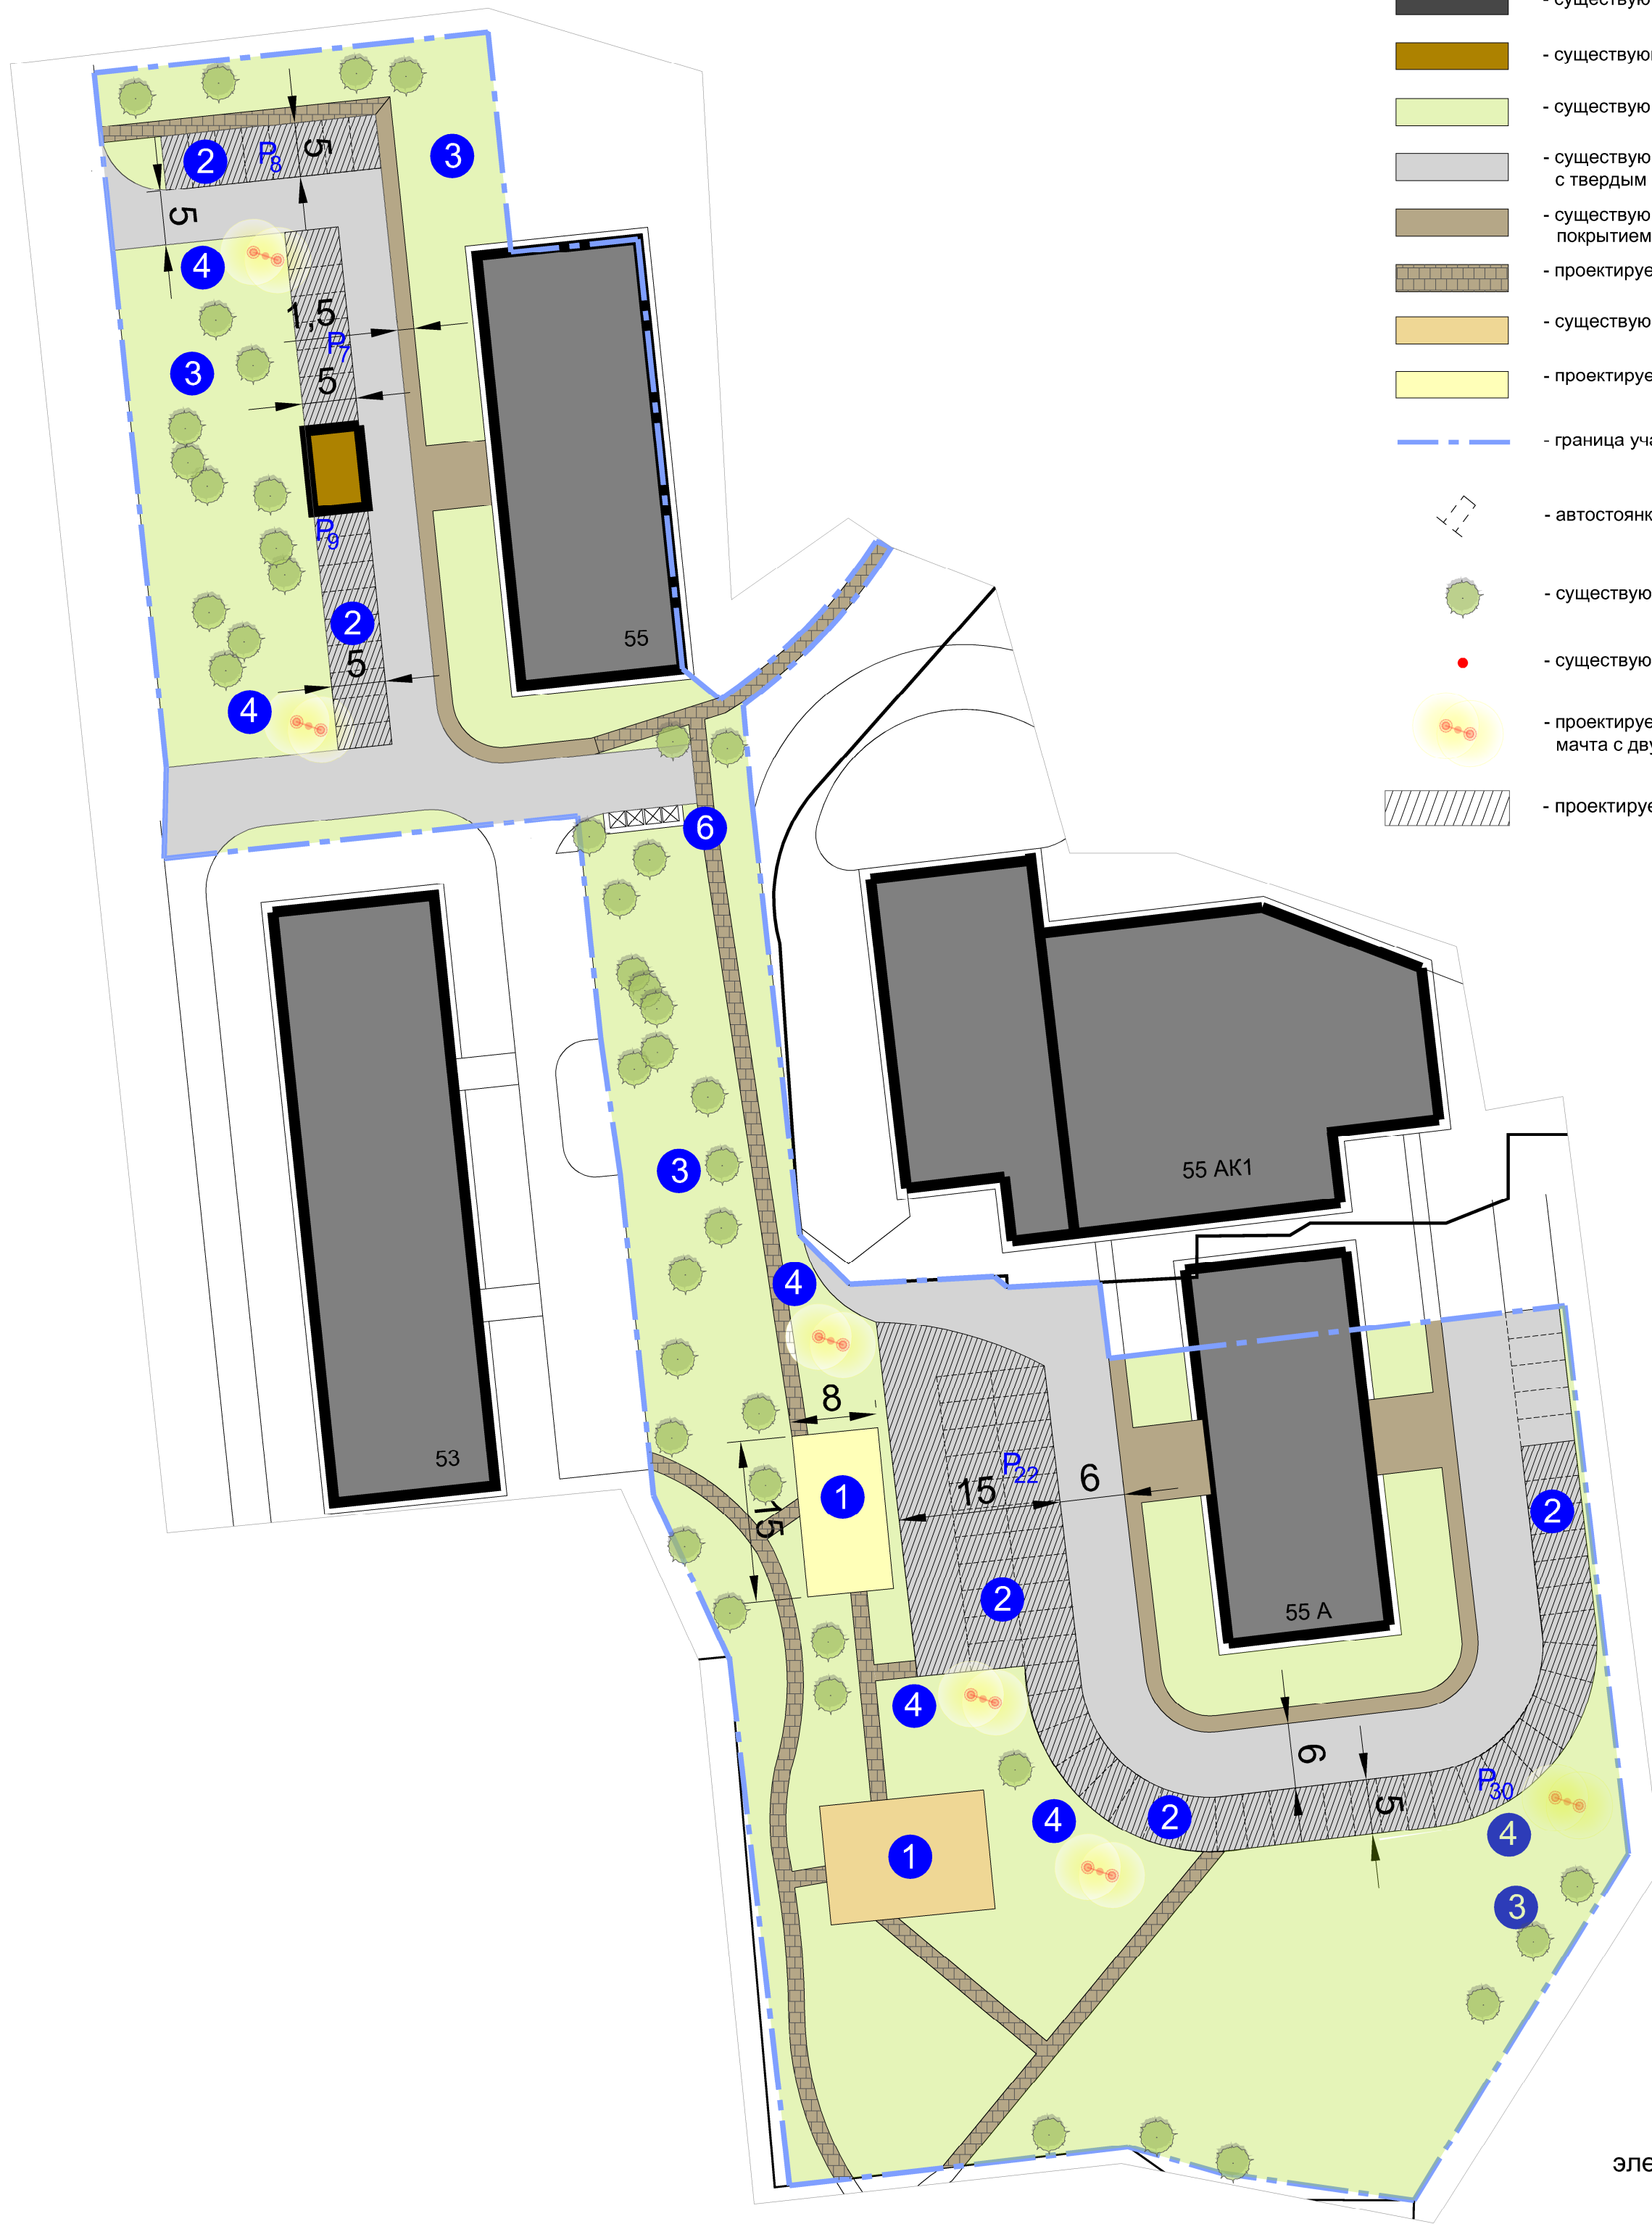 - существую
- существую
- существую
- существую
с твердым
- существую
покрытием
- проектируе
- существую
- проектируе
- граница уча
- автостоянк
- существую
- существую
- проектируе
мачта с дву
- проектируе
2
P8
5
3
5
4
1,5
P7
3
5
P9
2
55
5
4
6
3
55 АК1
4
53
8
P22
15
6
1
15
2
2
55 А
4
6
P30
5
4
2
4
1
3
эле